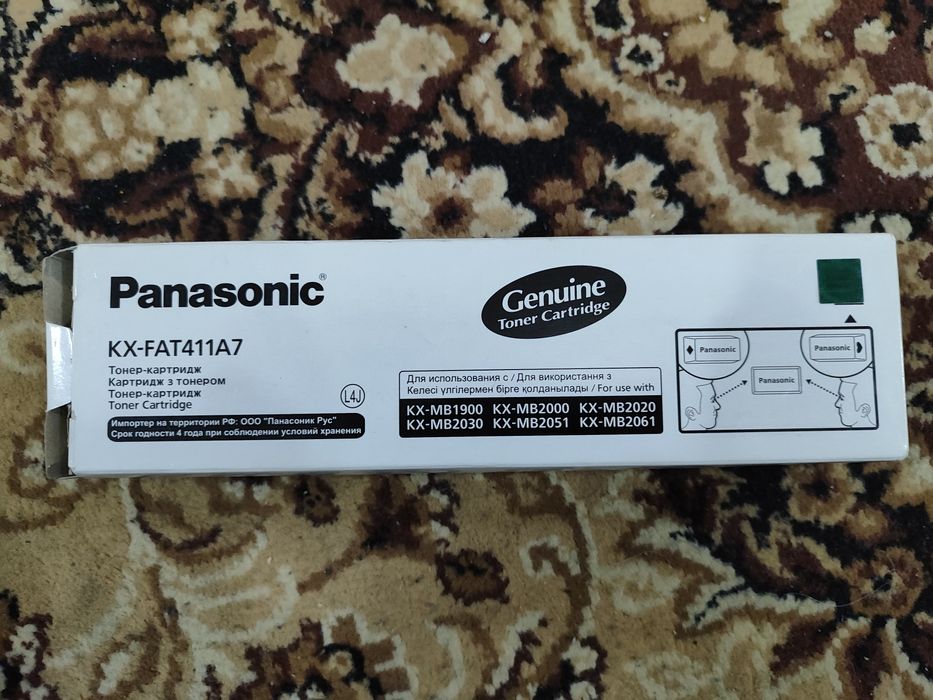 Panasonic®
KX-FAT411A7
Тонер-картридж
Картридж з тонером
Тонер-картридж
Toner Cartridge
L4J
Импортер на территории РФ: ООО "Панасоник Рус"
Срок годности 4 года при соблюдении условий хранения
Genuine
Toner Cartridge
Для использования с / Для використання з
Келесі үлгілермен бірге қолданылады / For use with
KX-MB1900 KX-MB2000 KX-MB2020
KX-MB2030 KX-MB2051 KX-MB2061
Panasonic
Panasonic
Panasonic